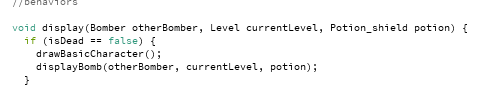 //behaviors
void display(Bomber otherBomber, Level currentLevel, Potion_shield potion) {
if (isDead == false) {
drawBasicCharacter();
displayBomb(otherBomber, currentLevel, potion);
}